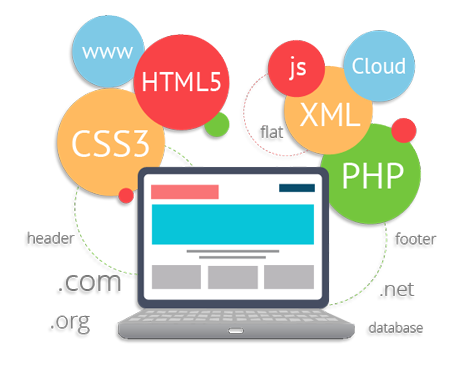 www
HTML5
CSS3
js
Cloud
XML
flat
PHP
header
footer
.com
.net
.org
database